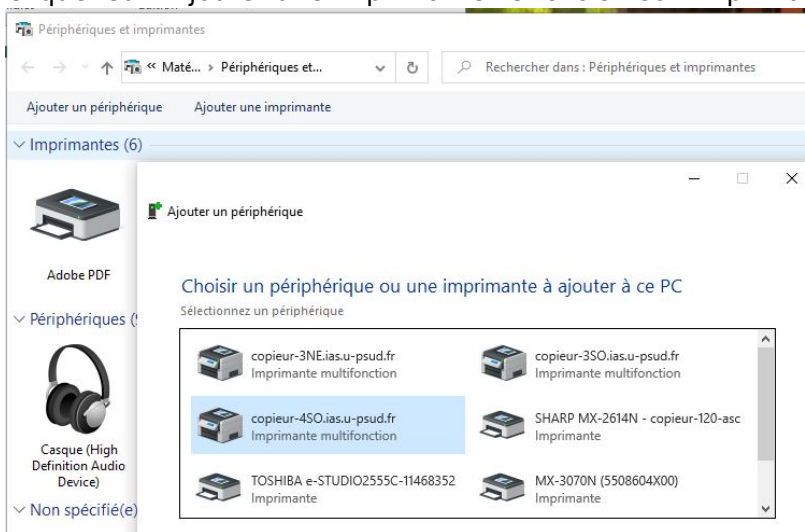 Périphériques et imprimantes
« Maté... › Périphériques et...
Rechercher dans : Périphériques et imprimantes
Ajouter un périphérique Ajouter une imprimante
Imprimantes (6)
Adobe PDF
Périphériques (
Casque (High
Definition Audio
Device)
Non spécifié(e)
Ajouter un périphérique
Choisir un périphérique ou une imprimante à ajouter à ce PC
Sélectionnez un périphérique
copieur-3NE.ias.u-psud.fr
Imprimante multifonction
copieur-3SO.ias.u-psud.fr
Imprimante multifonction
copieur-4SO.ias.u-psud.fr
Imprimante multifonction
SHARP MX-2614N - copieur-120-asc
Imprimante
TOSHIBA e-STUDIO2555C-11468352
Imprimante
MX-3070N (5508604X00)
Imprimante